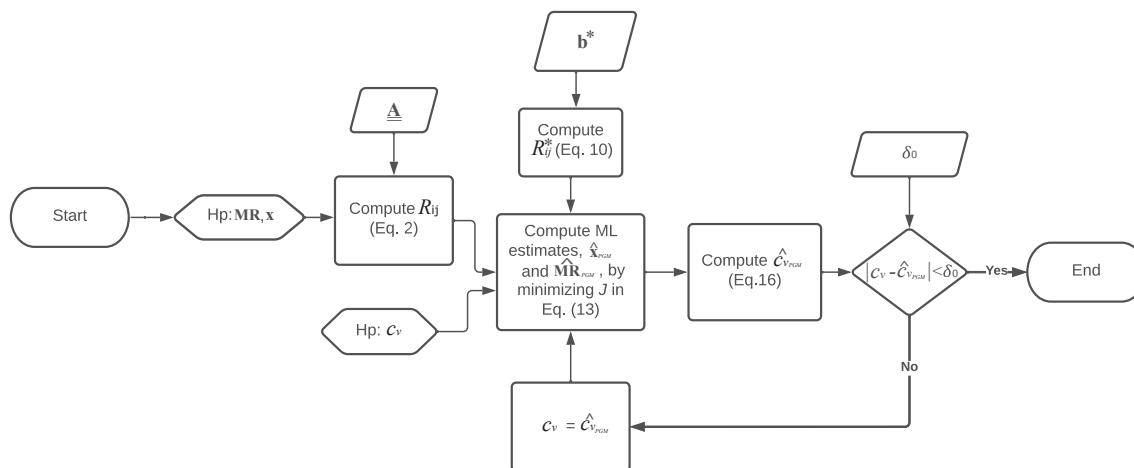 b*
A
Compute
R*ij (Eq. 10)
δ0
Start
Hp: MR, x
Compute Rij
(Eq. 2)
Compute ML
estimates, x̂PGM
and M̂RPGM , by
minimizing J in
Eq. (13)
Compute ĉvPGM
(Eq.16)
|cv -ĉvPGM|<δ0
Yes
End
Hp: cv
No
cv = ĉvPGM